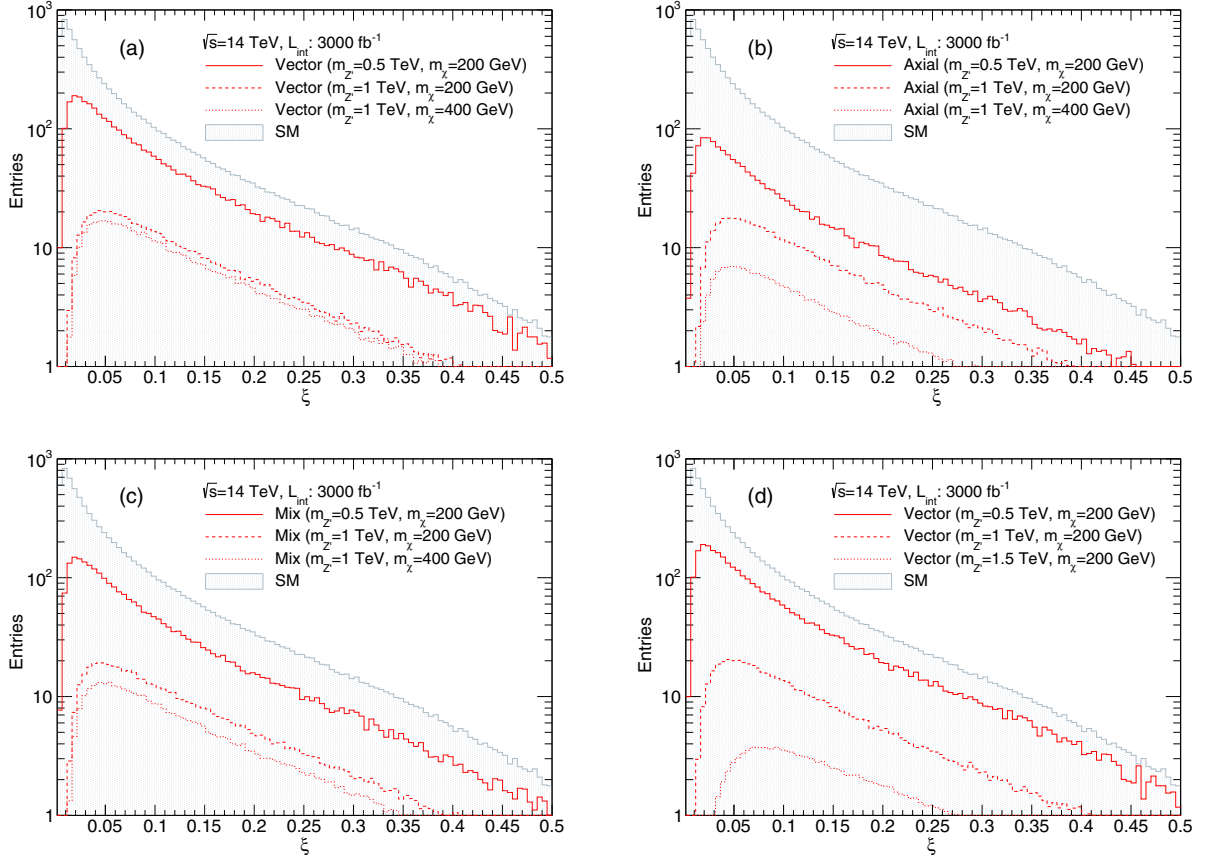 (a)
√s=14 TeV, L_int: 3000 fb⁻¹
Vector (m_Z'=0.5 TeV, m_χ=200 GeV)
Vector (m_Z'=1 TeV, m_χ=200 GeV)
Vector (m_Z'=1 TeV, m_χ=400 GeV)
SM
Entries
10³
10²
10
1
0.05 0.1 0.15 0.2 0.25 0.3 0.35 0.4 0.45 0.5
ξ
(b)
√s=14 TeV, L_int: 3000 fb⁻¹
Axial (m_Z'=0.5 TeV, m_χ=200 GeV)
Axial (m_Z'=1 TeV, m_χ=200 GeV)
Axial (m_Z'=1 TeV, m_χ=400 GeV)
SM
Entries
10³
10²
10
1
0.05 0.1 0.15 0.2 0.25 0.3 0.35 0.4 0.45 0.5
ξ
(c)
√s=14 TeV, L_int: 3000 fb⁻¹
Mix (m_Z'=0.5 TeV, m_χ=200 GeV)
Mix (m_Z'=1 TeV, m_χ=200 GeV)
Mix (m_Z'=1 TeV, m_χ=400 GeV)
SM
Entries
10³
10²
10
1
0.05 0.1 0.15 0.2 0.25 0.3 0.35 0.4 0.45 0.5
ξ
(d)
√s=14 TeV, L_int: 3000 fb⁻¹
Vector (m_Z'=0.5 TeV, m_χ=200 GeV)
Vector (m_Z'=1 TeV, m_χ=200 GeV)
Vector (m_Z'=1.5 TeV, m_χ=200 GeV)
SM
Entries
10³
10²
10
1
0.05 0.1 0.15 0.2 0.25 0.3 0.35 0.4 0.45 0.5
ξ